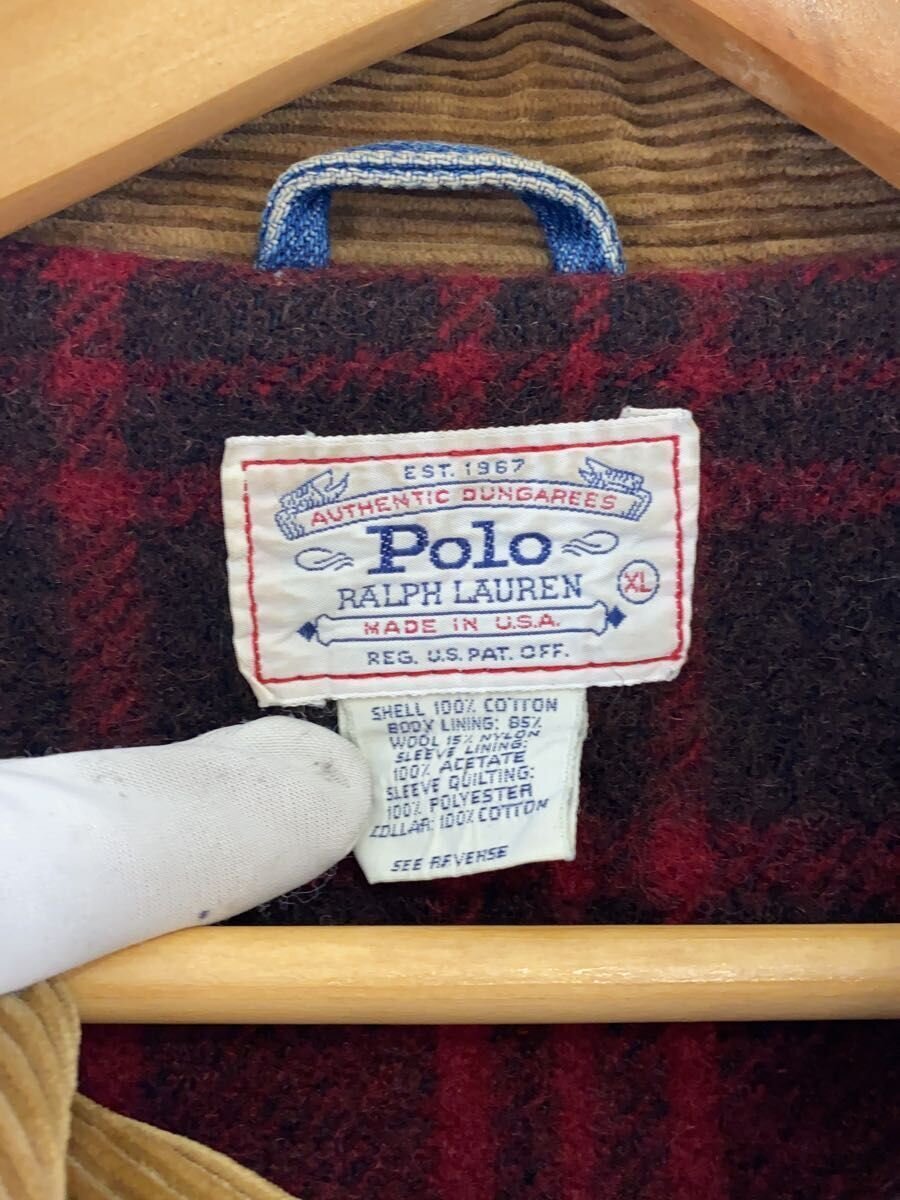 EST. 1967
AUTHENTIC DUNGAREES
Polo
RALPH LAUREN
XL
MADE IN U.S.A.
REG. U.S. PAT. OFF.
SHELL 100% COTTON
BODY LINING: 85%
WOOL 15% NYLON
SLEEVE LINING:
100% ACETATE
SLEEVE QUILTING:
100% POLYESTER
COLLAR: 100% COTTON
SEE REVERSE